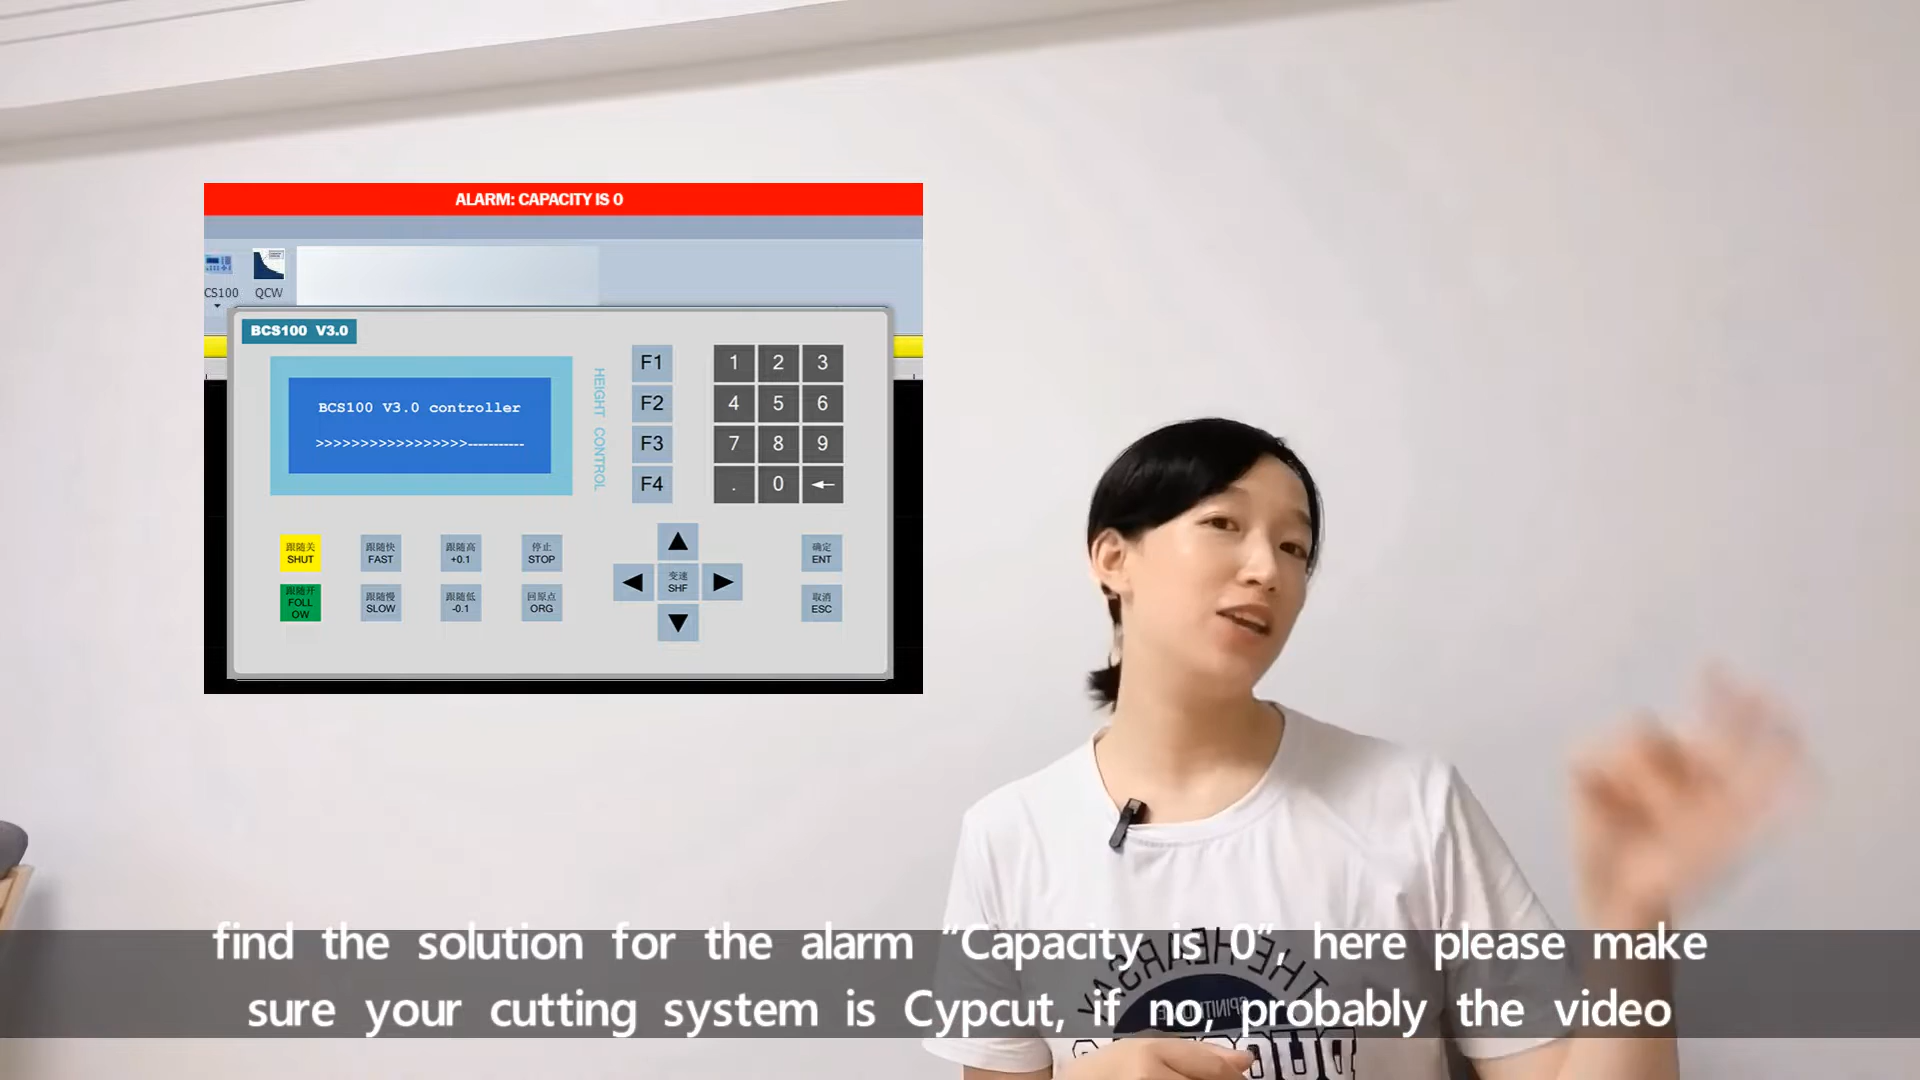 ALARM: CAPACITY IS 0
CS100
QCW
BCS100 V3.0
BCS100 V3.0 controller
>>>>>>>>>>>>>>>>>-----------
HEIGHT CONTROL
F1
F2
F3
F4
1 2 3
4 5 6
7 8 9
. 0 ←
跟随关
SHUT
跟随快
FAST
跟随高
+0.1
停止
STOP
跟随开
FOLL
OW
跟随慢
SLOW
跟随低
-0.1
回原点
ORG
变速
SHF
确定
ENT
取消
ESC
find the solution for the alarm “Capacity is 0“, here please make
sure your cutting system is Cypcut, if no, probably the video
THE HEARSAY